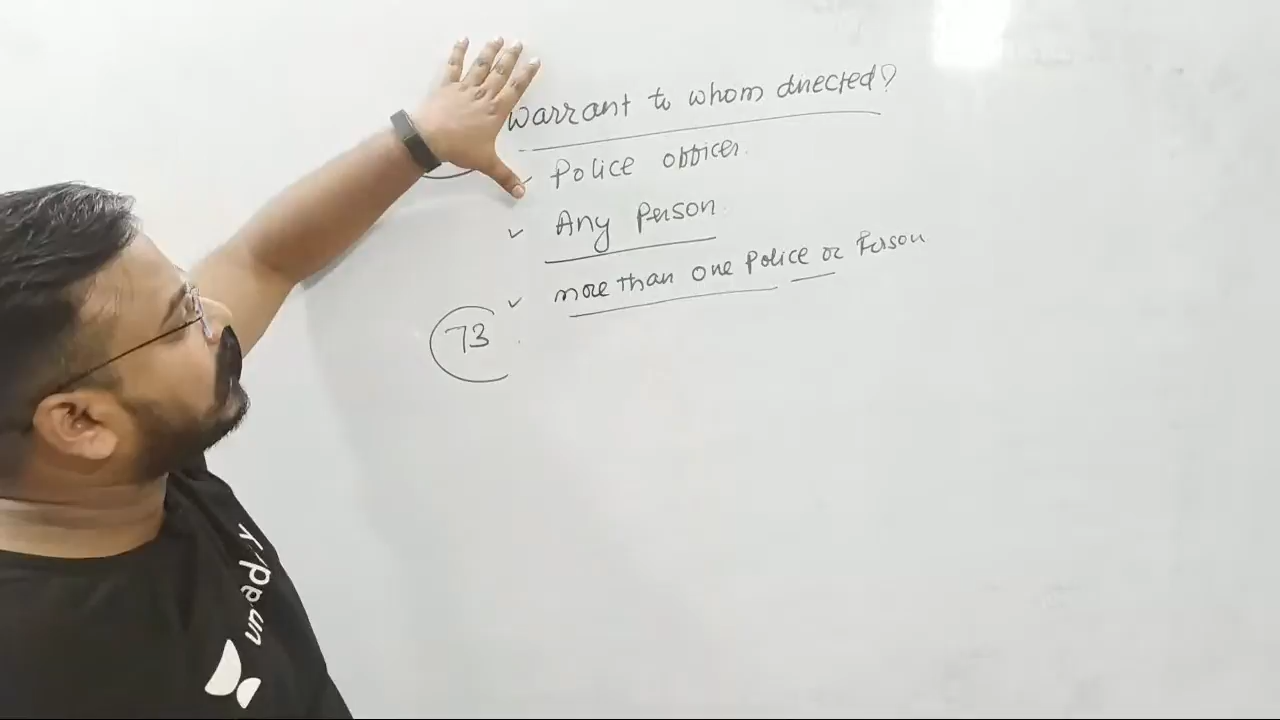 Warrant to whom directed?
Police officer.
Any Person.
more than one Police or Person
73
unacademy